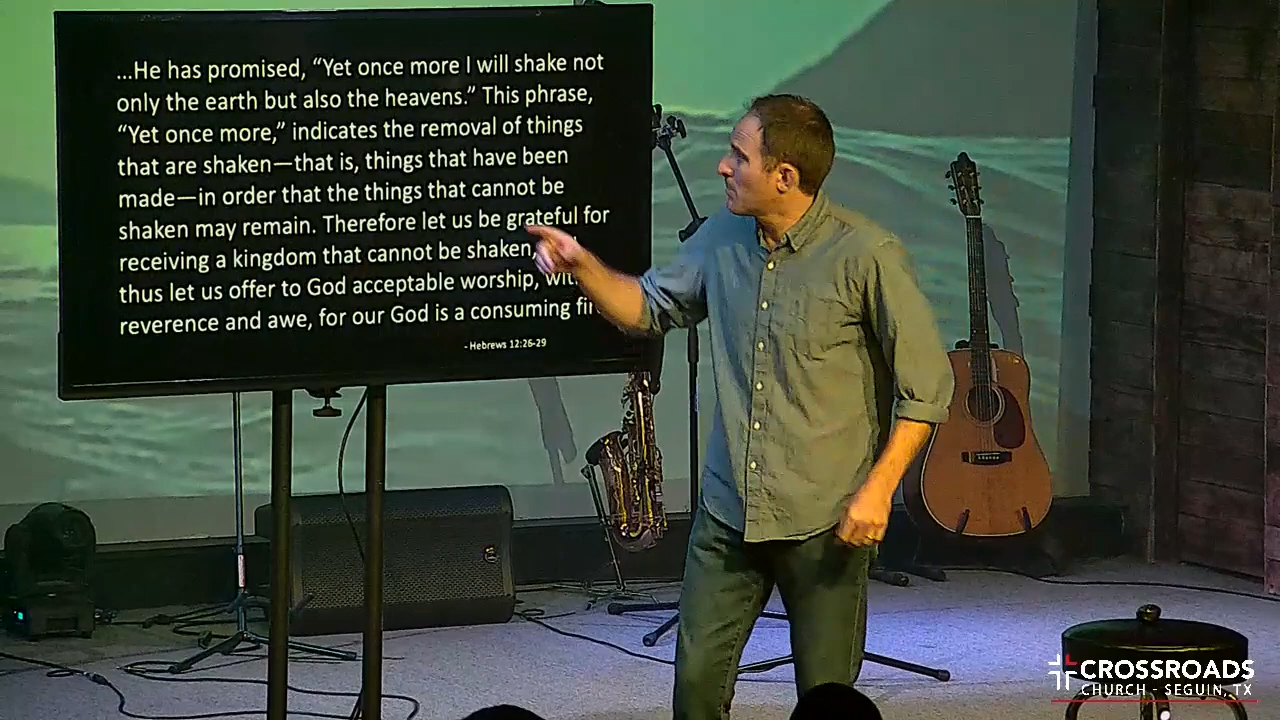 ...He has promised, “Yet once more I will shake not
only the earth but also the heavens.” This phrase,
“Yet once more,” indicates the removal of things
that are shaken—that is, things that have been
made—in order that the things that cannot be
shaken may remain. Therefore let us be grateful for
receiving a kingdom that cannot be shaken,
thus let us offer to God acceptable worship,
reverence and awe, for our God is a consuming
- Hebrews 12:26-29
CROSSROADS
CHURCH - SEGUIN, TX